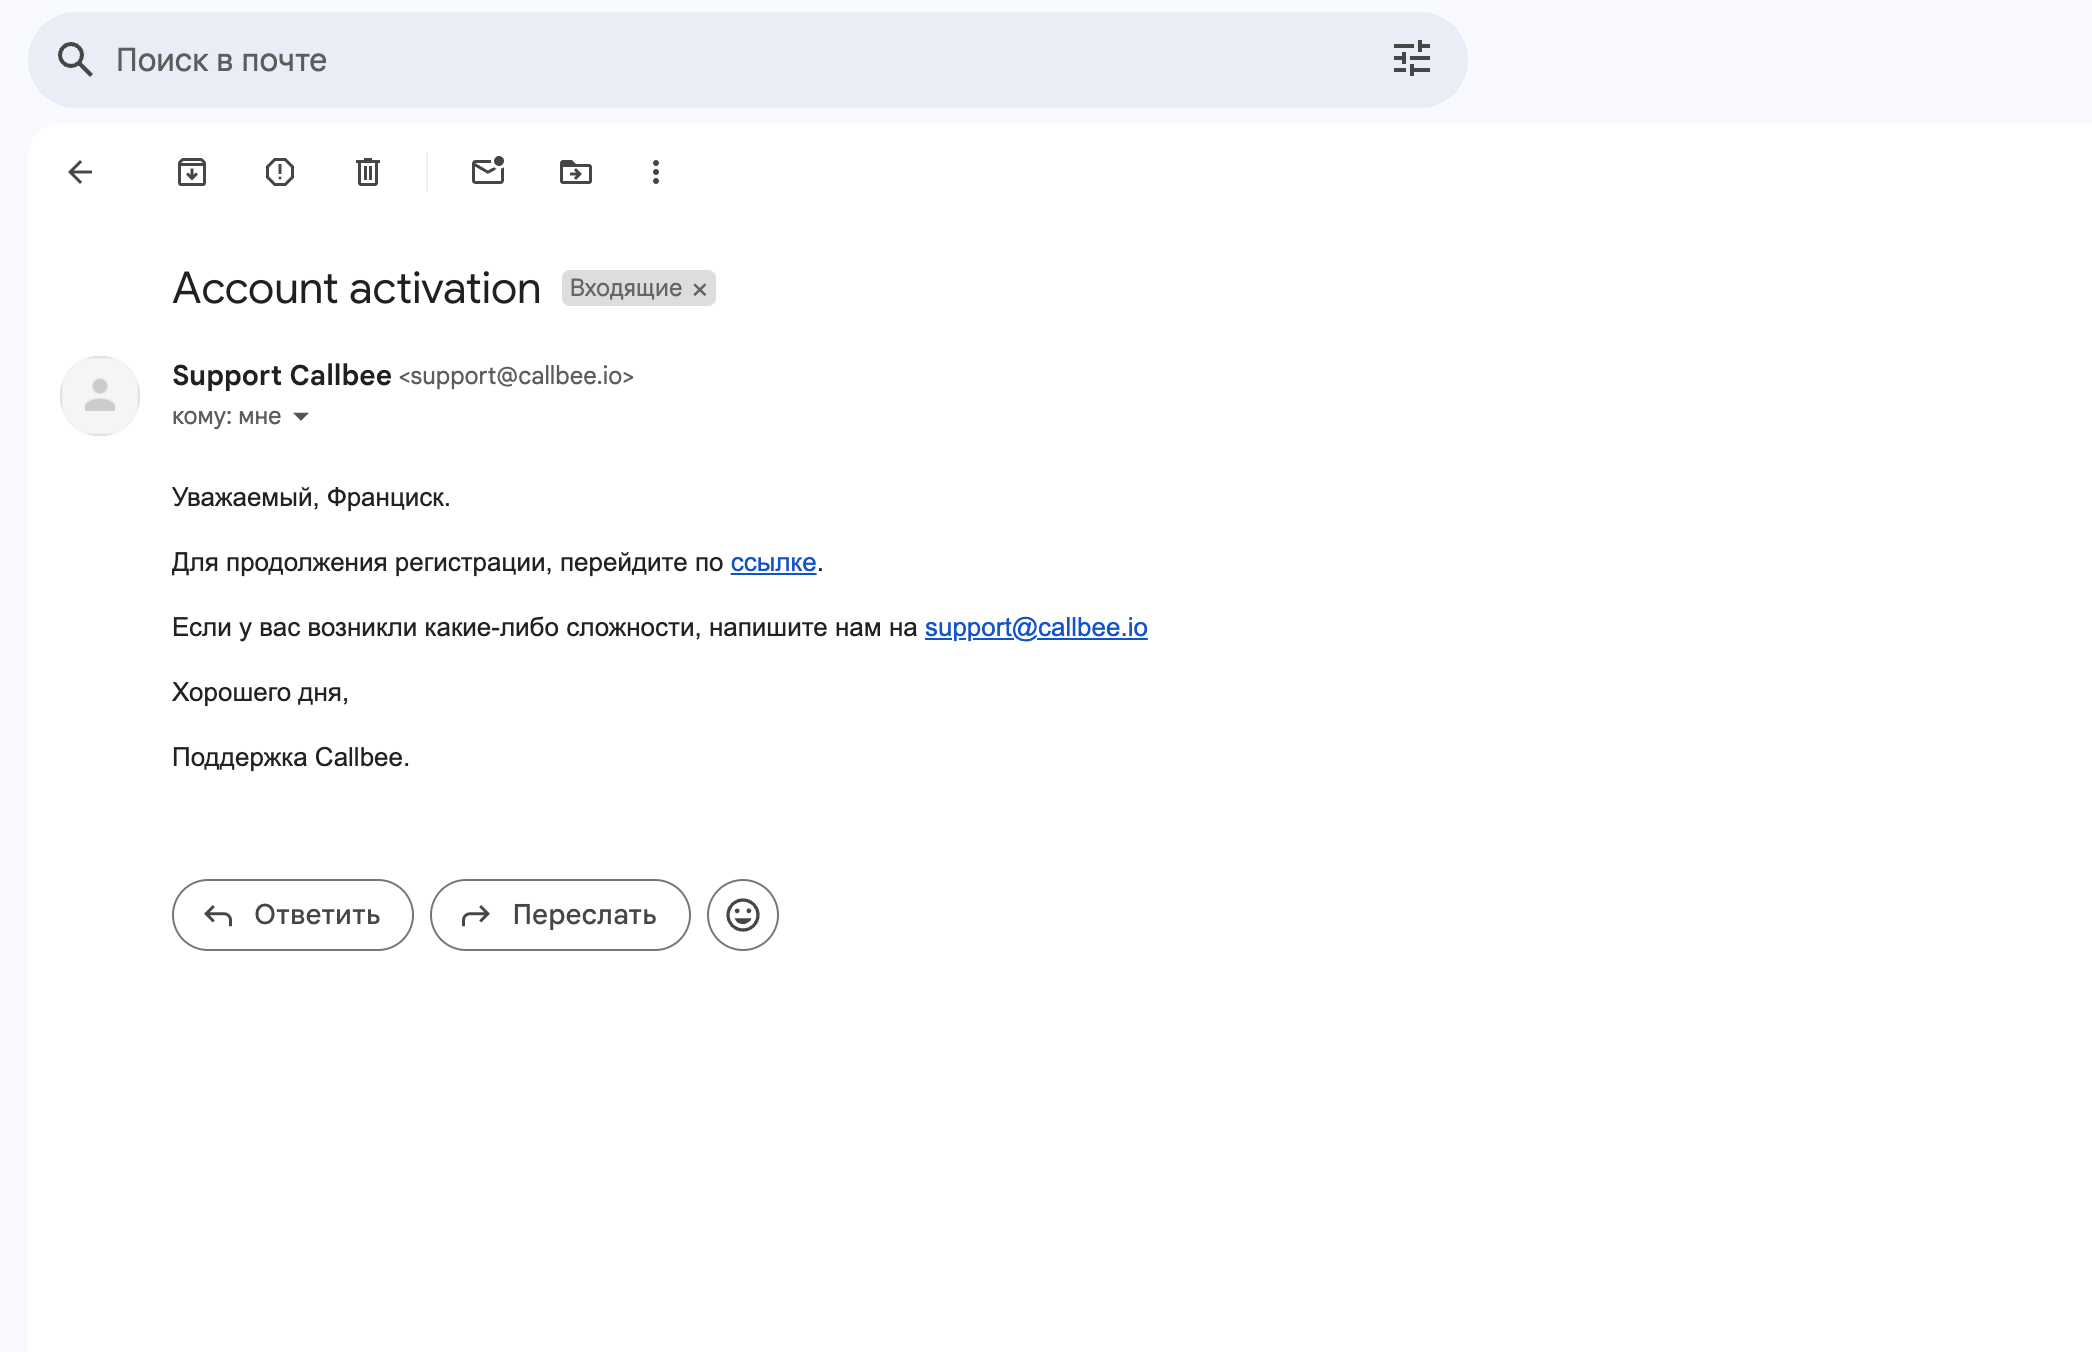 Поиск в почте
Account activation Входящие ×
Support Callbee <support@callbee.io>
кому: мне
Уважаемый, Франциск.
Для продолжения регистрации, перейдите по ссылке.
Если у вас возникли какие-либо сложности, напишите нам на support@callbee.io
Хорошего дня,
Поддержка Callbee.
Ответить Переслать